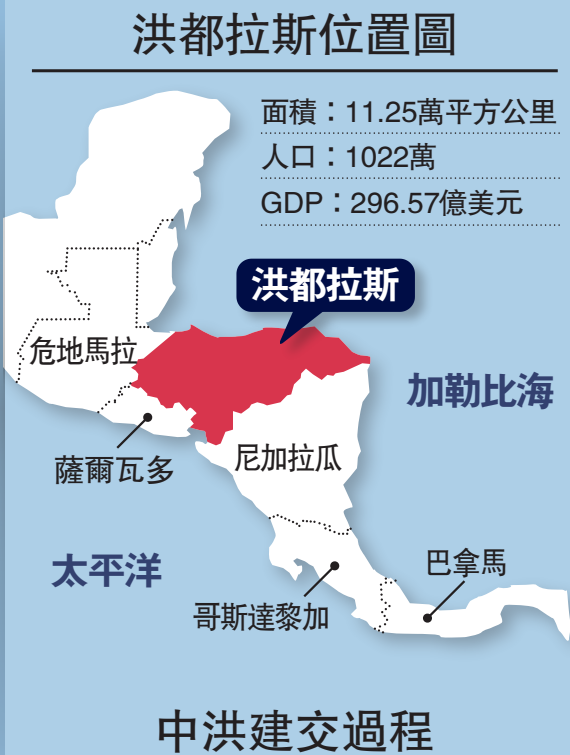 洪都拉斯位置圖
面積：11.25萬平方公里
人口：1022萬
GDP：296.57億美元
洪都拉斯
危地馬拉
加勒比海
薩爾瓦多
尼加拉瓜
太平洋
巴拿馬
哥斯達黎加
中洪建交過程